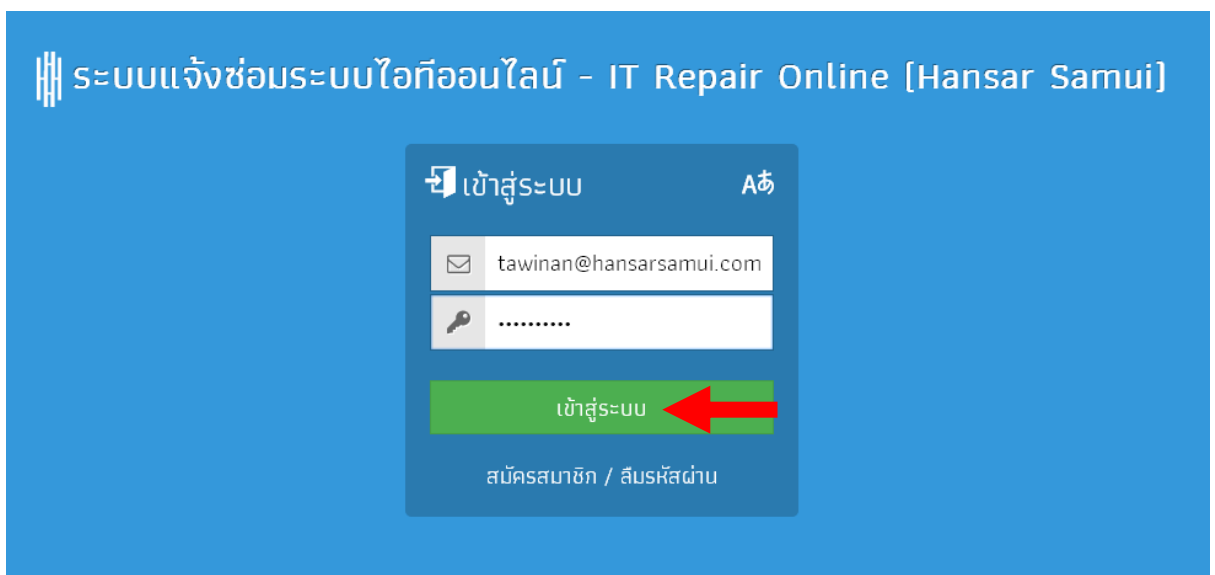 ระบบแจ้งซ่อมระบบไอทีออนไลน์ - IT Repair Online [Hansar Samui]
เข้าสู่ระบบ Aあ
tawinan@hansarsamui.com
••••••••••
เข้าสู่ระบบ
สมัครสมาชิก / ลืมรหัสผ่าน